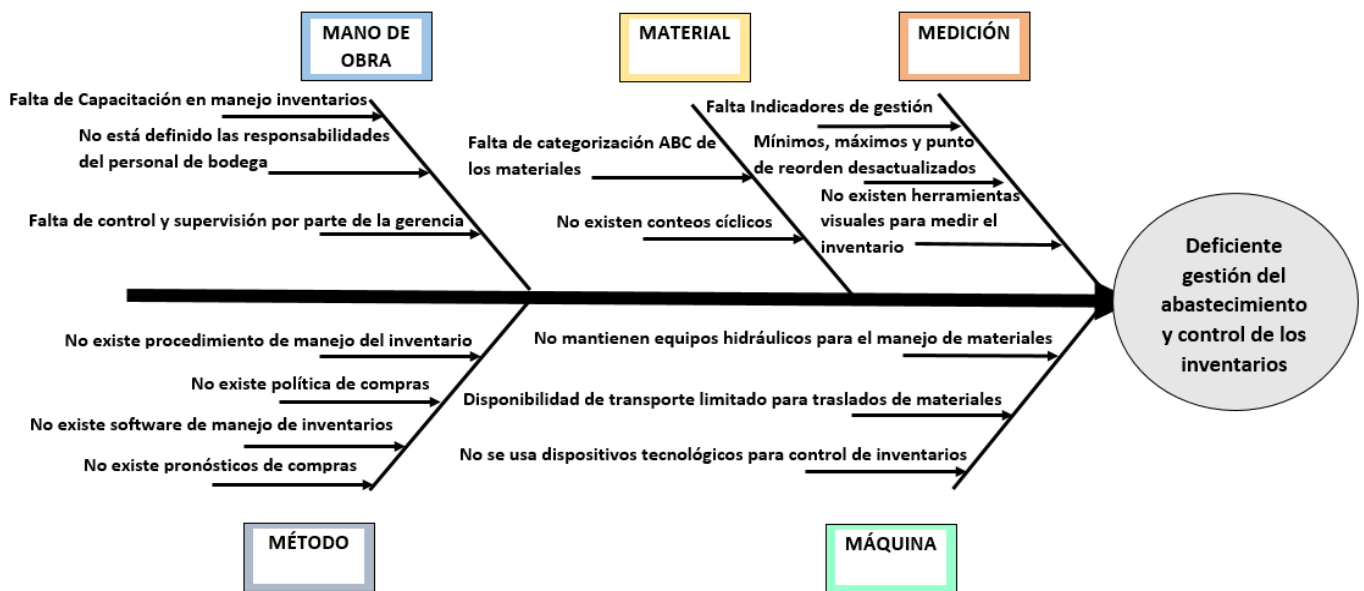 MANO DE
OBRA
MATERIAL
MEDICIÓN
Falta de Capacitación en manejo inventarios
No está definido las responsabilidades
del personal de bodega
Falta de control y supervisión por parte de la gerencia
Falta de categorización ABC de
los materiales
No existen conteos cíclicos
Falta Indicadores de gestión
Mínimos, máximos y punto
de reorden desactualizados
No existen herramientas
visuales para medir el
inventario
Deficiente
gestión del
abastecimiento
y control de los
inventarios
No existe procedimiento de manejo del inventario
No existe política de compras
No existe software de manejo de inventarios
No existe pronósticos de compras
No mantienen equipos hidráulicos para el manejo de materiales
Disponibilidad de transporte limitado para traslados de materiales
No se usa dispositivos tecnológicos para control de inventarios
MÉTODO
MÁQUINA